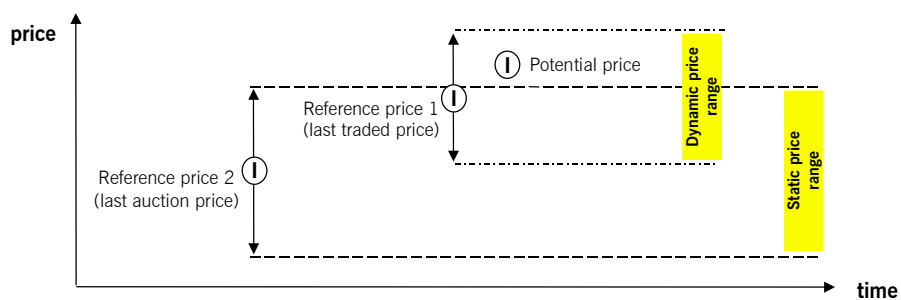 price
I Potential price
Reference price 1
(last traded price)
I
Reference price 2
(last auction price)
I
Dynamic price
range
Static price
range
time